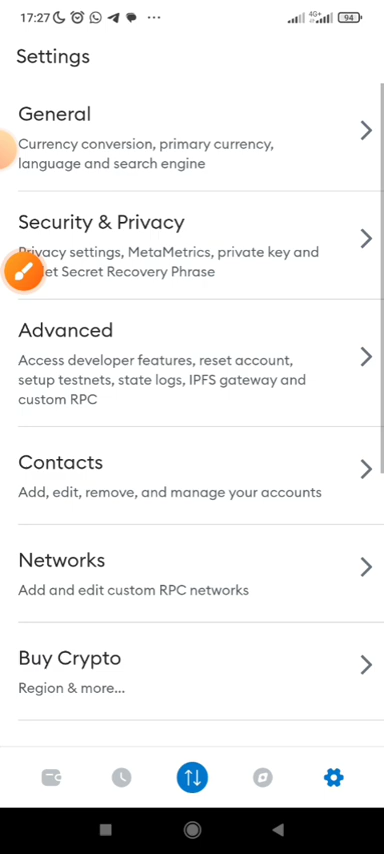 17:27
4G+
94
Settings
General
Currency conversion, primary currency,
language and search engine
Security & Privacy
Privacy settings, MetaMetrics, private key and
et Secret Recovery Phrase
Advanced
Access developer features, reset account,
setup testnets, state logs, IPFS gateway and
custom RPC
Contacts
Add, edit, remove, and manage your accounts
Networks
Add and edit custom RPC networks
Buy Crypto
Region & more...